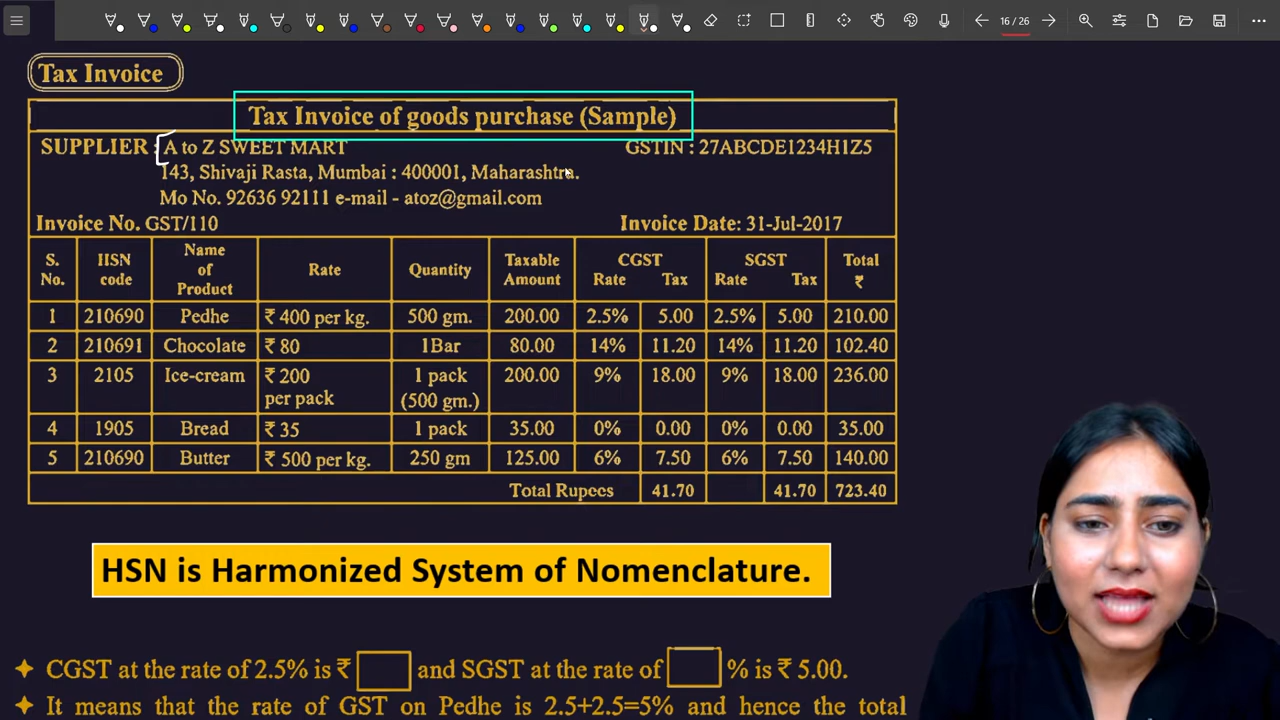 16 / 26
Tax Invoice
Tax Invoice of goods purchase (Sample)
SUPPLIER : A to Z SWEET MART GSTIN : 27ABCDE1234H1Z5
143, Shivaji Rasta, Mumbai : 400001, Maharashtra.
Mo No. 92636 92111 e-mail - atoz@gmail.com
Invoice No. GST/110 Invoice Date: 31-Jul-2017
S. No. HSN code Name of Product Rate Quantity Taxable Amount CGST Rate Tax SGST Rate Tax Total ₹
1 210690 Pedhe ₹ 400 per kg. 500 gm. 200.00 2.5% 5.00 2.5% 5.00 210.00
2 210691 Chocolate ₹ 80 1Bar 80.00 14% 11.20 14% 11.20 102.40
3 2105 Ice-cream ₹ 200 per pack 1 pack (500 gm.) 200.00 9% 18.00 9% 18.00 236.00
4 1905 Bread ₹ 35 1 pack 35.00 0% 0.00 0% 0.00 35.00
5 210690 Butter ₹ 500 per kg. 250 gm 125.00 6% 7.50 6% 7.50 140.00
Total Rupees 41.70 41.70 723.40
HSN is Harmonized System of Nomenclature.
CGST at the rate of 2.5% is ₹ and SGST at the rate of % is ₹ 5.00.
It means that the rate of GST on Pedhe is 2.5+2.5=5% and hence the total